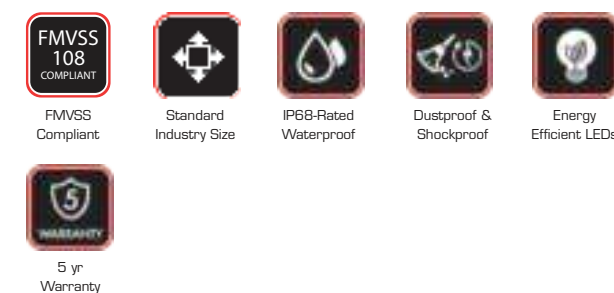 FMVSS
108
COMPLIANT
FMVSS
Compliant
Standard
Industry Size
IP68-Rated
Waterproof
Dustproof &
Shockproof
Energy
Efficient LEDs
5
WARRANTY
5 yr
Warranty